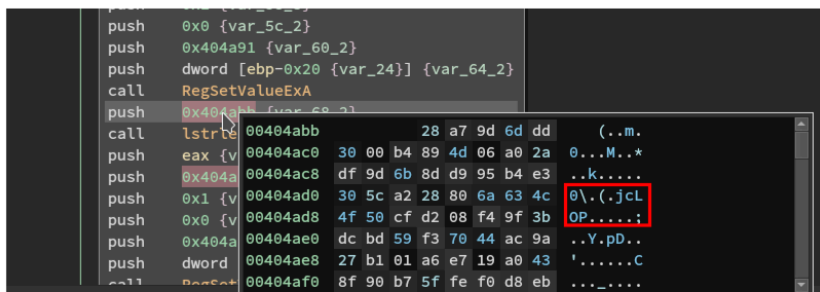 push 0x0 {var_5c_2}
push 0x404a91 {var_60_2}
push dword [ebp-0x20 {var_24}] {var_64_2}
call RegSetValueExA
push 0x404abb {var_68_2}
call lstrle
push eax {v
push 0x404a
push 0x1 {v
push 0x0 {v
push 0x404a
push dword
call RegSet
00404abb 28 a7 9d 6d dd (..m.
00404ac0 30 00 b4 89 4d 06 a0 2a 0...M..*
00404ac8 df 9d 6b 8d d9 95 b4 e3 ..k.....
00404ad0 30 5c a2 28 80 6a 63 4c 0\.(.jcL
00404ad8 4f 50 cf d2 08 f4 9f 3b OP.....;
00404ae0 dc bd 59 f3 70 44 ac 9a ..Y.pD..
00404ae8 27 b1 01 a6 e7 19 a0 43 '......C
00404af0 8f 90 b7 5f fe f0 d8 eb ..._....